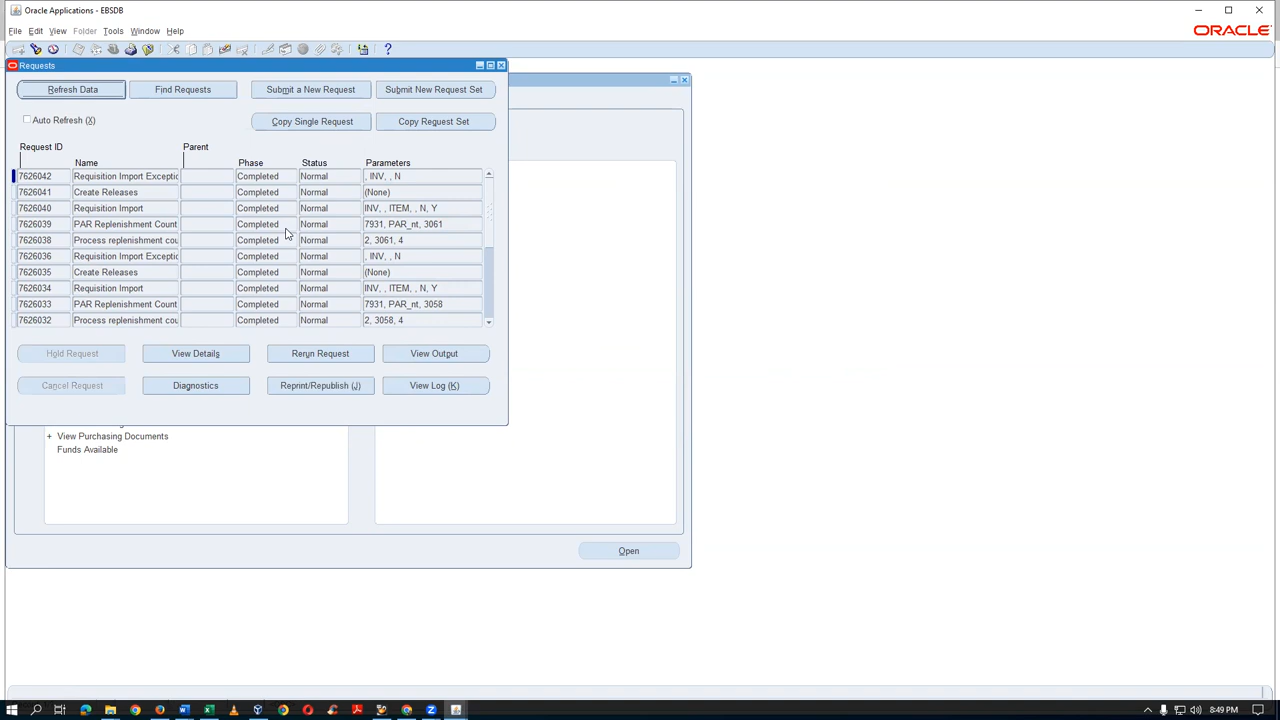 Oracle Applications - EBSDB
File Edit View Folder Tools Window Help
ORACLE
Requests
Refresh Data Find Requests Submit a New Request Submit New Request Set
Auto Refresh (X)
Copy Single Request Copy Request Set
Request ID Parent
Name Phase Status Parameters
7626042 Requisition Import Exceptic Completed Normal , INV, , N
7626041 Create Releases Completed Normal (None)
7626040 Requisition Import Completed Normal INV, , ITEM, , N, Y
7626039 PAR Replenishment Count Completed Normal 7931, PAR_nt, 3061
7626038 Process replenishment cou Completed Normal 2, 3061, 4
7626036 Requisition Import Exceptic Completed Normal , INV, , N
7626035 Create Releases Completed Normal (None)
7626034 Requisition Import Completed Normal INV, , ITEM, , N, Y
7626033 PAR Replenishment Count Completed Normal 7931, PAR_nt, 3058
7626032 Process replenishment cou Completed Normal 2, 3058, 4
Hold Request View Details Rerun Request View Output
Cancel Request Diagnostics Reprint/Republish (J) View Log (K)
+ View Purchasing Documents
Funds Available
Open
8:49 PM